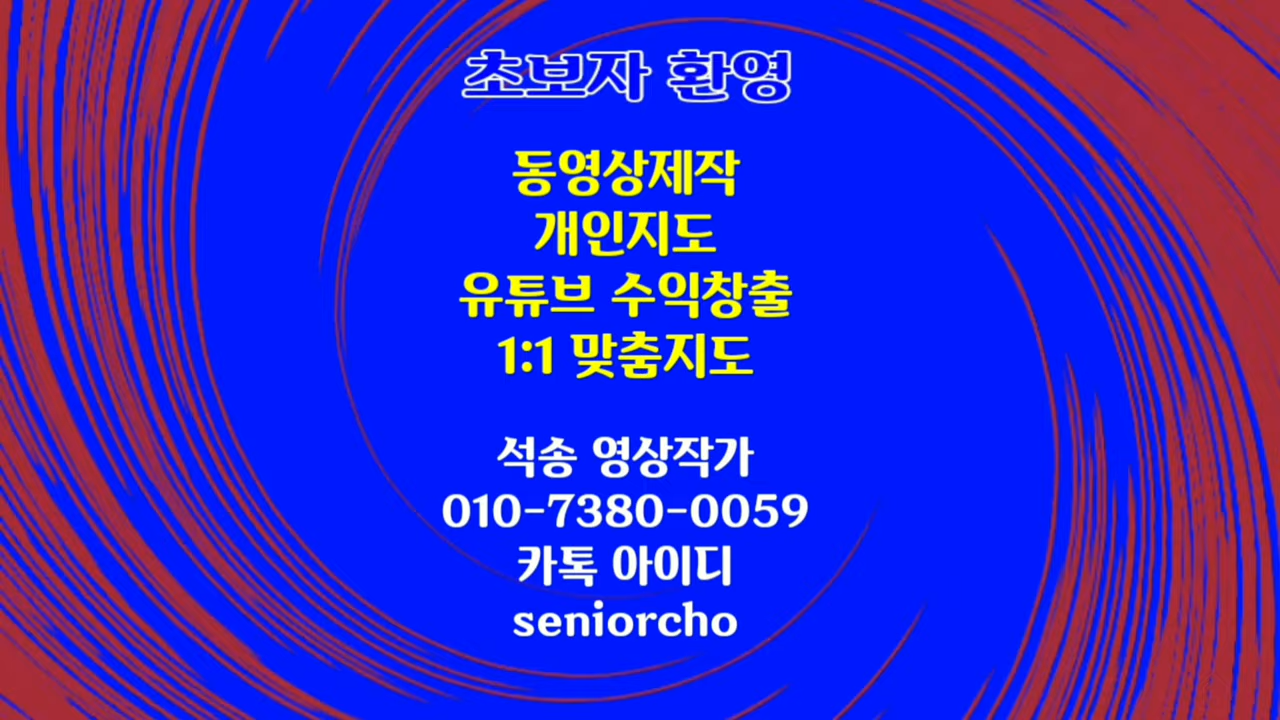 초보자 환영
동영상제작
개인지도
유튜브 수익창출
1:1 맞춤지도
석송 영상작가
010-7380-0059
카톡 아이디
seniorcho